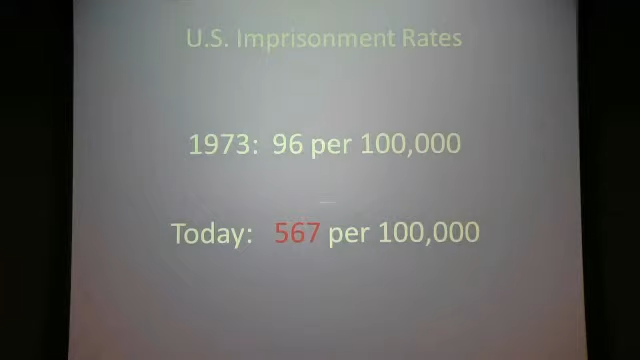 U.S. Imprisonment Rates
1973: 96 per 100,000
Today: 567 per 100,000